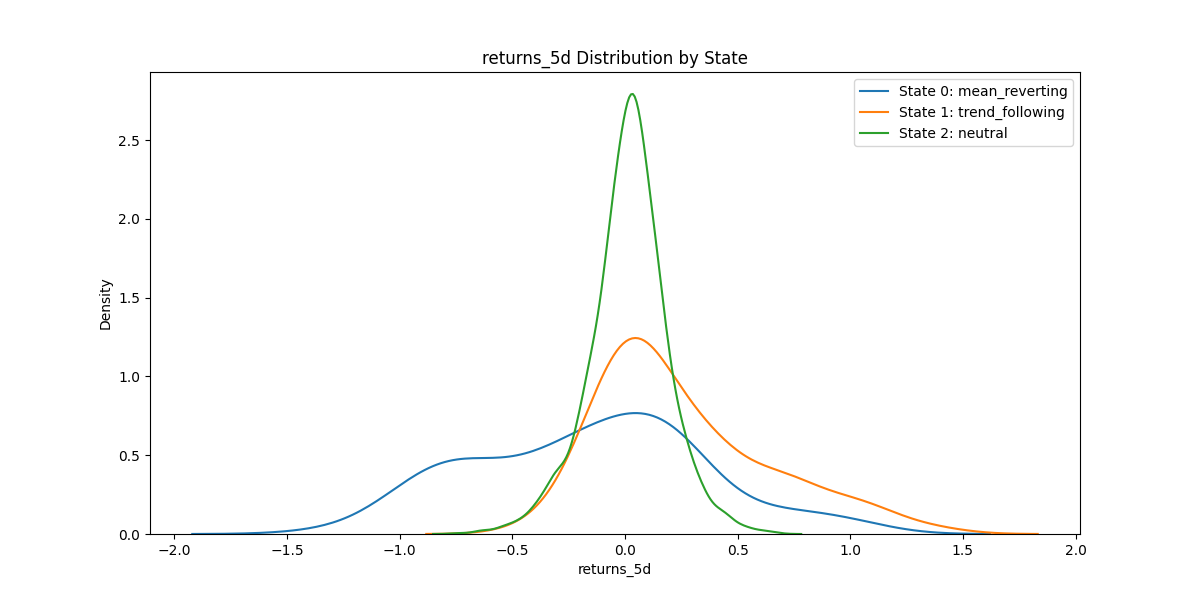 returns_5d Distribution by State
State 0: mean_reverting
State 1: trend_following
State 2: neutral
Density
2.5
2.0
1.5
1.0
0.5
0.0
−2.0 −1.5 −1.0 −0.5 0.0 0.5 1.0 1.5 2.0
returns_5d